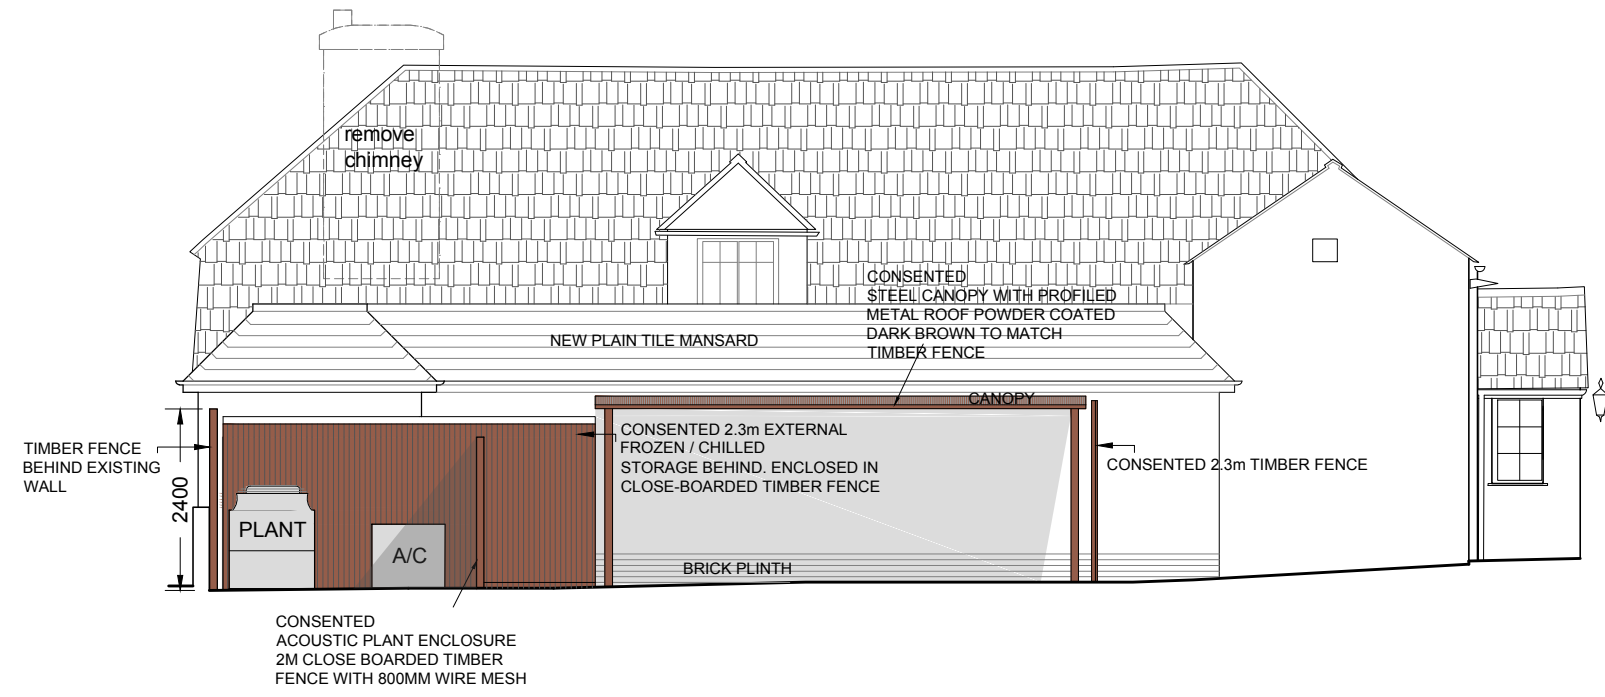 remove
chimney
CONSENTED
STEEL CANOPY WITH PROFILED
METAL ROOF POWDER COATED
DARK BROWN TO MATCH
TIMBER FENCE
NEW PLAIN TILE MANSARD
CANOPY
TIMBER FENCE
BEHIND EXISTING
WALL
2400
CONSENTED 2.3m EXTERNAL
FROZEN / CHILLED
STORAGE BEHIND. ENCLOSED IN
CLOSE-BOARDED TIMBER FENCE
CONSENTED 2.3m TIMBER FENCE
PLANT
A/C
BRICK PLINTH
CONSENTED
ACOUSTIC PLANT ENCLOSURE
2M CLOSE BOARDED TIMBER
FENCE WITH 800MM WIRE MESH